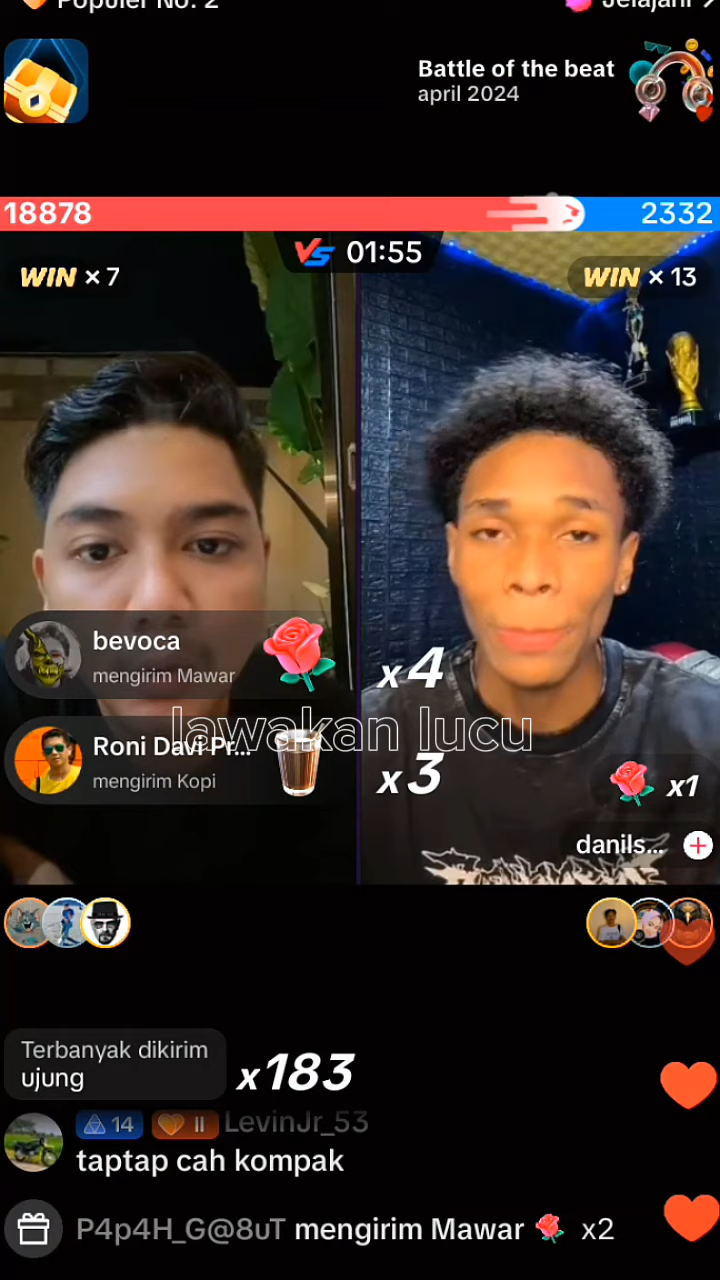 Populer No. 2
Jelajahi >
Battle of the beat
april 2024
18878
2332
VS 01:55
WIN × 7
WIN × 13
bevoca
mengirim Mawar
x4
lawakan lucu
Roni Davi Pr...
mengirim Kopi
x3
x1
danils...
Terbanyak dikirim
ujung
x183
14 II LevinJr_53
taptap cah kompak
P4p4H_G@8uT mengirim Mawar x2